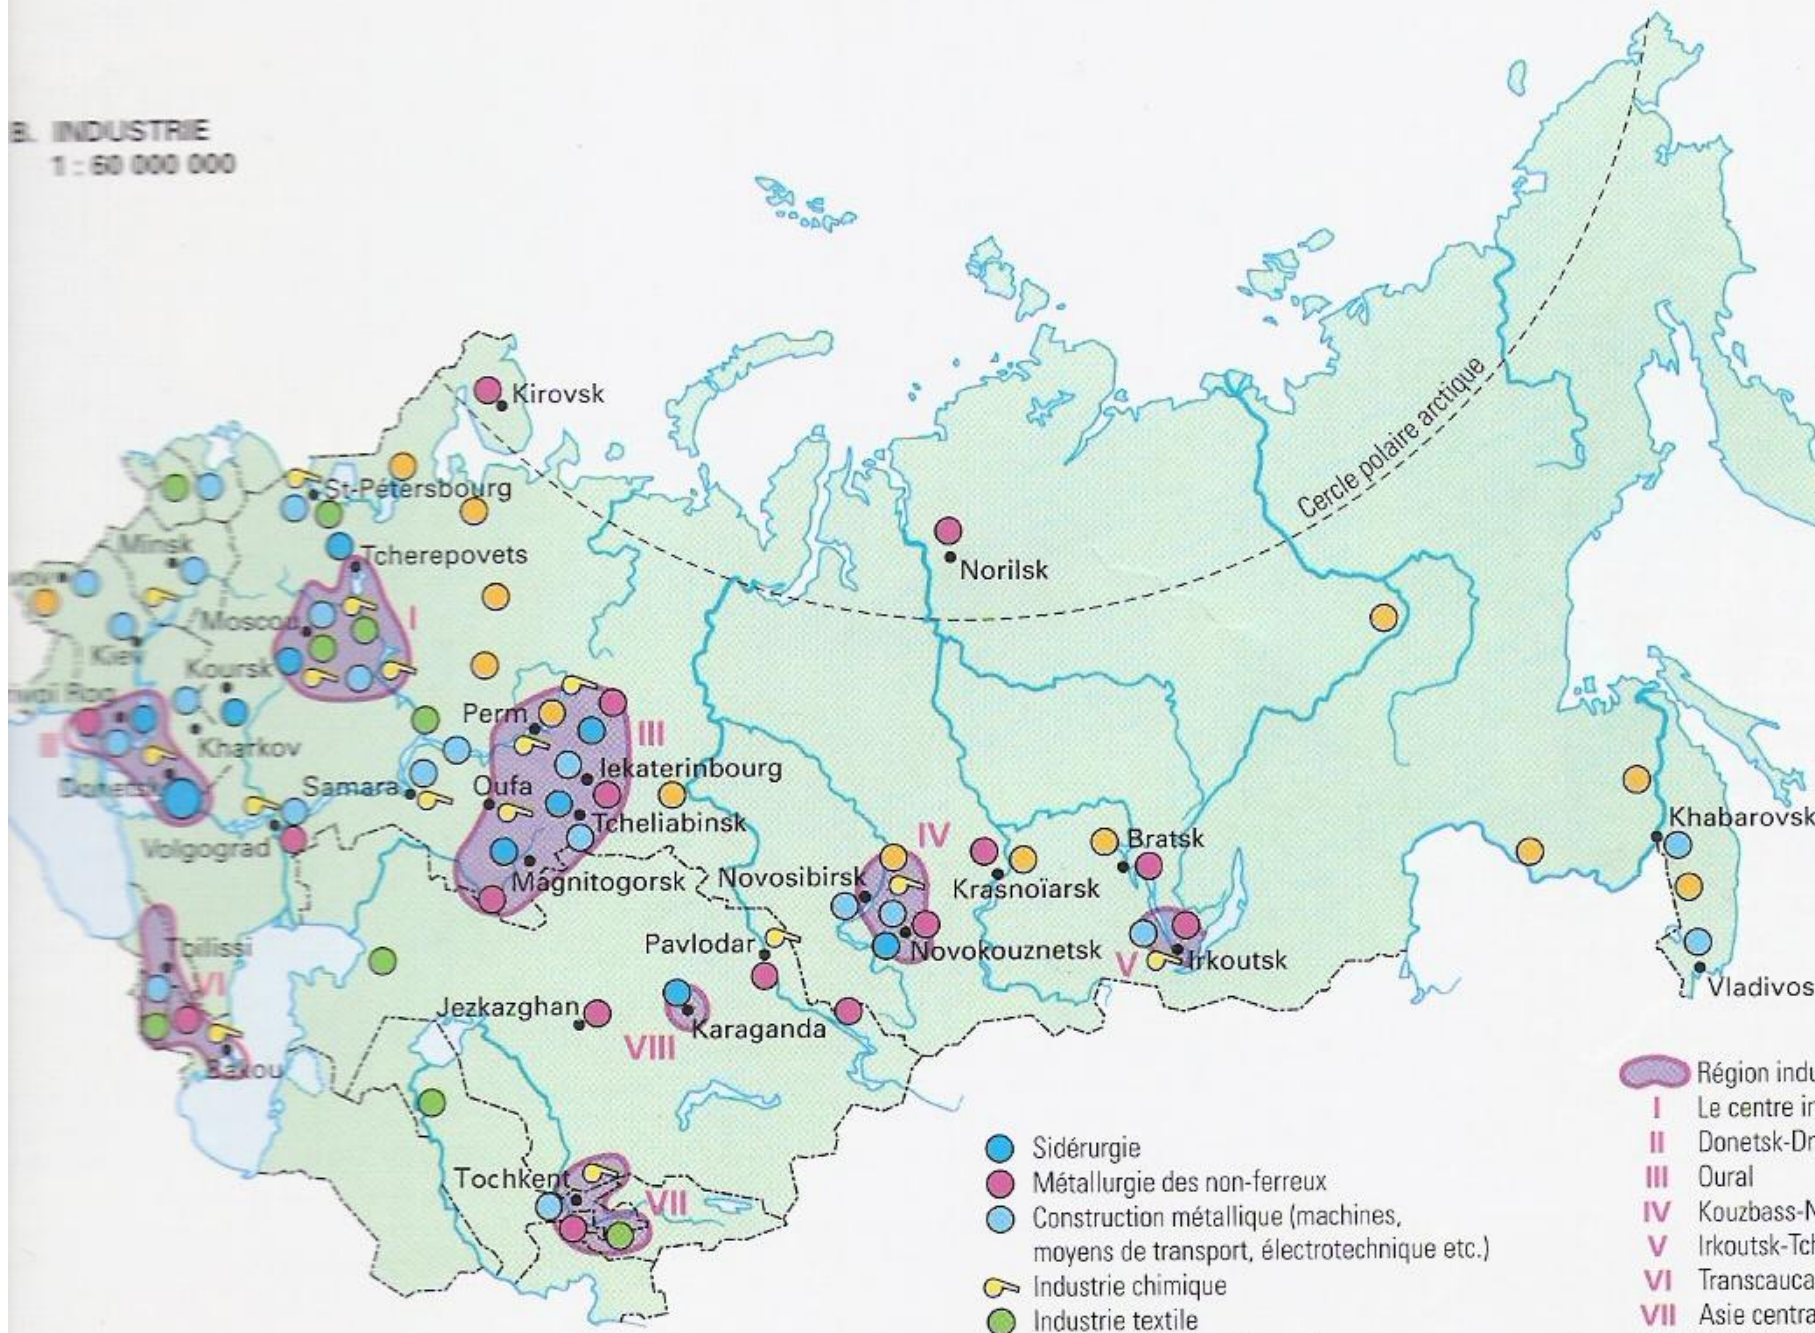 B. INDUSTRIE
1 : 60 000 000
Kirovsk
Cercle polaire arctique
St-Pétersbourg
Minsk
Tcherepovets
Norilsk
Moscou
I
Kiev
Koursk
Perm
III
Kharkov
II
Iekaterinbourg
Donetsk
Samara
Oufa
Tcheliabinsk
Khabarovsk
Volgograd
IV
Bratsk
Magnitogorsk
Novosibirsk
Krasnoïarsk
Tbilissi
Pavlodar
Novokouznetsk
V
Irkoutsk
VI
Jezkazghan
Karaganda
Vladivos
VIII
Bakou
Tochkent
VII
Sidérurgie
Métallurgie des non-ferreux
Construction métallique (machines,
moyens de transport, électrotechnique etc.)
Industrie chimique
Industrie textile
Région indu
I Le centre in
II Donetsk-Dn
III Oural
IV Kouzbass-N
V Irkoutsk-Tch
VI Transcauca
VII Asie centra